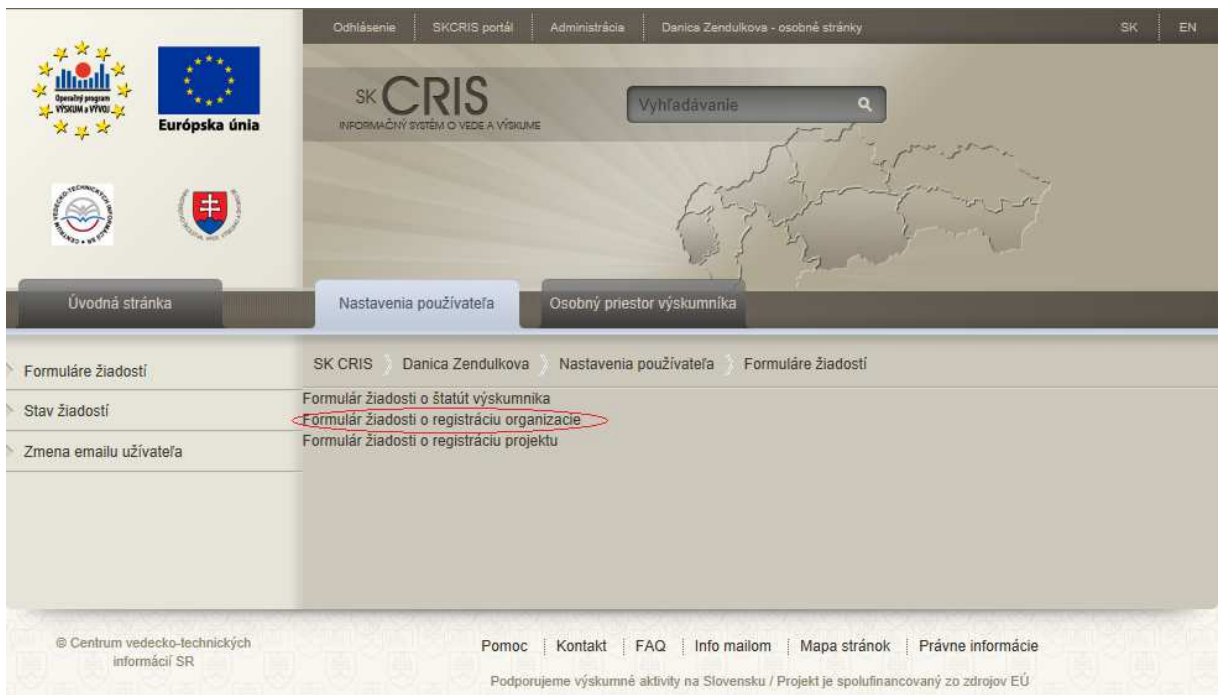 Odhlásenie SKCRIS portál Administrácia Danica Zendulkova - osobné stránky SK EN
Operačný program
VÝSKUM a VÝVOJ
Európska únia
SK CRIS
INFORMAČNÝ SYSTÉM O VEDE A VÝSKUME
Vyhľadávanie
Úvodná stránka Nastavenia používateľa Osobný priestor výskumníka
Formuláre žiadostí
Stav žiadostí
Zmena emailu užívateľa
SK CRIS Danica Zendulkova Nastavenia používateľa Formuláre žiadostí
Formulár žiadosti o štatút výskumnika
Formulár žiadosti o registráciu organizacie
Formulár žiadosti o registráciu projektu
© Centrum vedecko-technických
informácií SR
Pomoc Kontakt FAQ Info mailom Mapa stránok Právne informácie
Podporujeme výskumné aktivity na Slovensku / Projekt je spolufinancovaný zo zdrojov EÚ